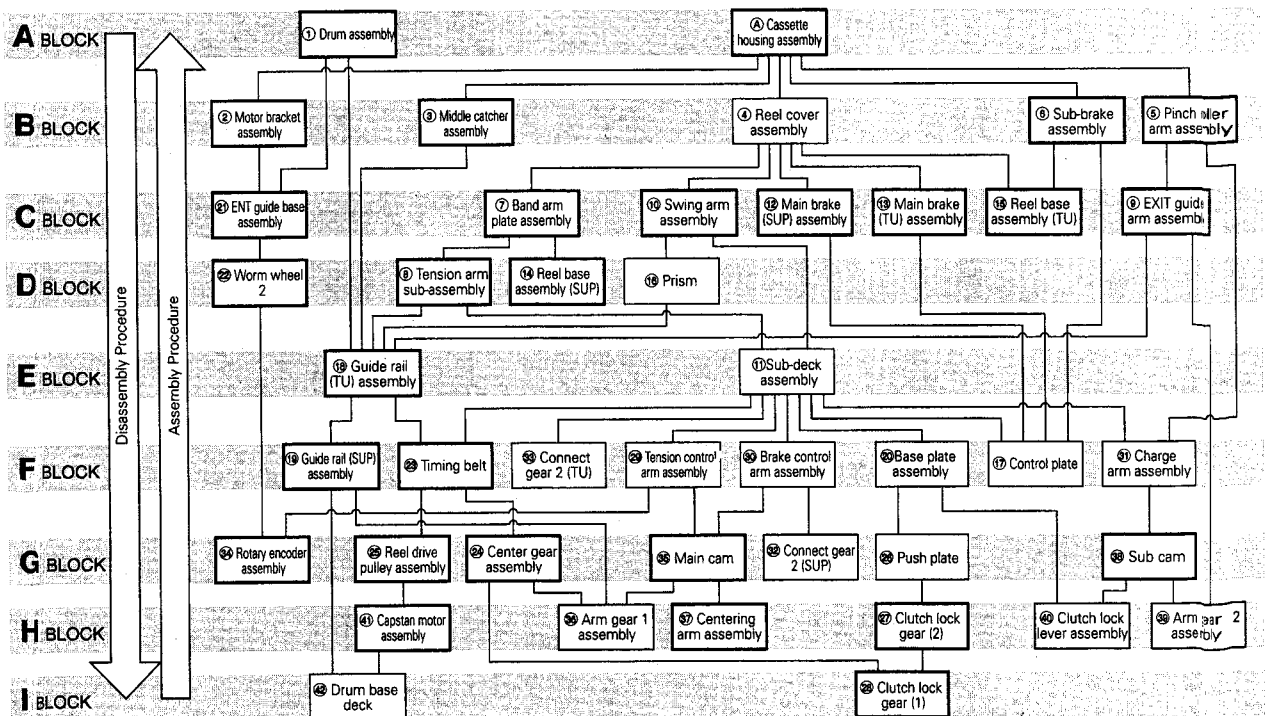 A BLOCK
① Drum assembly
Ⓐ Cassette
housing assembly
B BLOCK
② Motor bracket
assembly
③ Middle catcher
assembly
④ Reel cover
assembly
⑥ Sub-brake
assembly
⑤ Pinch roller
arm assembly
C BLOCK
㉑ ENT guide base
assembly
⑦ Band arm
plate assembly
⑩ Swing arm
assembly
⑫ Main brake
(SUP) assembly
⑬ Main brake
(TU) assembly
⑮ Reel base
assembly (TU)
⑨ EXIT guide
arm assembly
D BLOCK
㉒ Worm wheel
2
⑧ Tension arm
sub-assembly
⑭ Reel base
assembly (SUP)
⑯ Prism
Disassembly Procedure
Assembly Procedure
E BLOCK
⑱ Guide rail
(TU) assembly
⑪ Sub-deck
assembly
F BLOCK
⑲ Guide rail (SUP)
assembly
㉓ Timing belt
㉝ Connect
gear 2 (TU)
㉙ Tension control
arm assembly
㉚ Brake control
arm assembly
⑳ Base plate
assembly
⑰ Control plate
㉛ Charge
arm assembly
G BLOCK
㉞ Rotary encoder
assembly
㉕ Reel drive
pulley assembly
㉔ Center gear
assembly
㉟ Main cam
㉜ Connect gear
2 (SUP)
㉖ Push plate
㊳ Sub cam
H BLOCK
㊶ Capstan motor
assembly
㊱ Arm gear 1
assembly
㊲ Centering
arm assembly
㉗ Clutch lock
gear (2)
㊵ Clutch lock
lever assembly
㊴ Arm gear 2
assembly
I BLOCK
㊷ Drum base
deck
㉘ Clutch lock
gear (1)